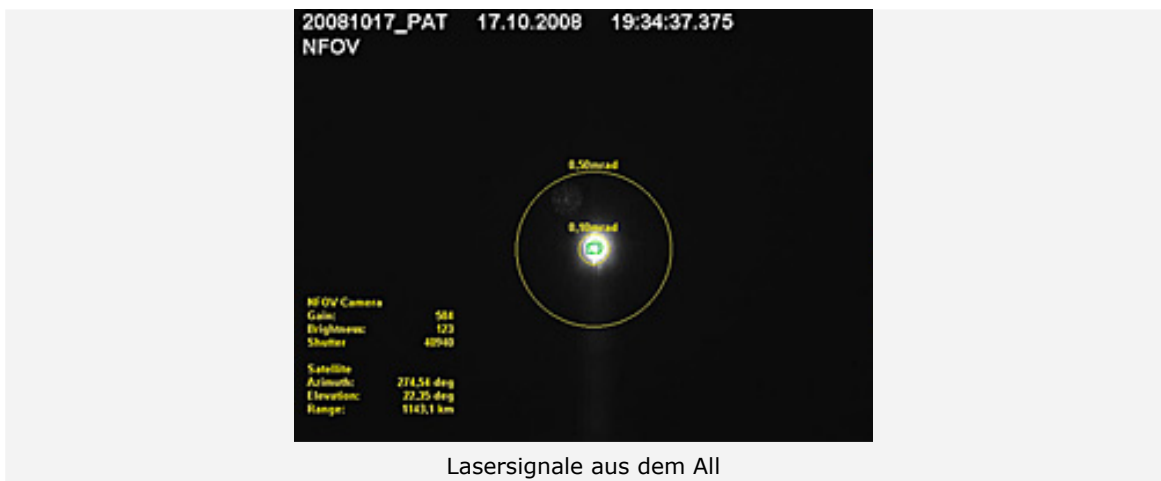 20081017_PAT 17.10.2008 19:34:37.375
NFOV
0,50mrad
0,10mrad
NFOV Camera
Gain: 504
Brightness: 123
Shutter 40940
Satellite
Azimuth: 274,54 deg
Elevation: 22,35 deg
Range: 1143,1 km
Lasersignale aus dem All